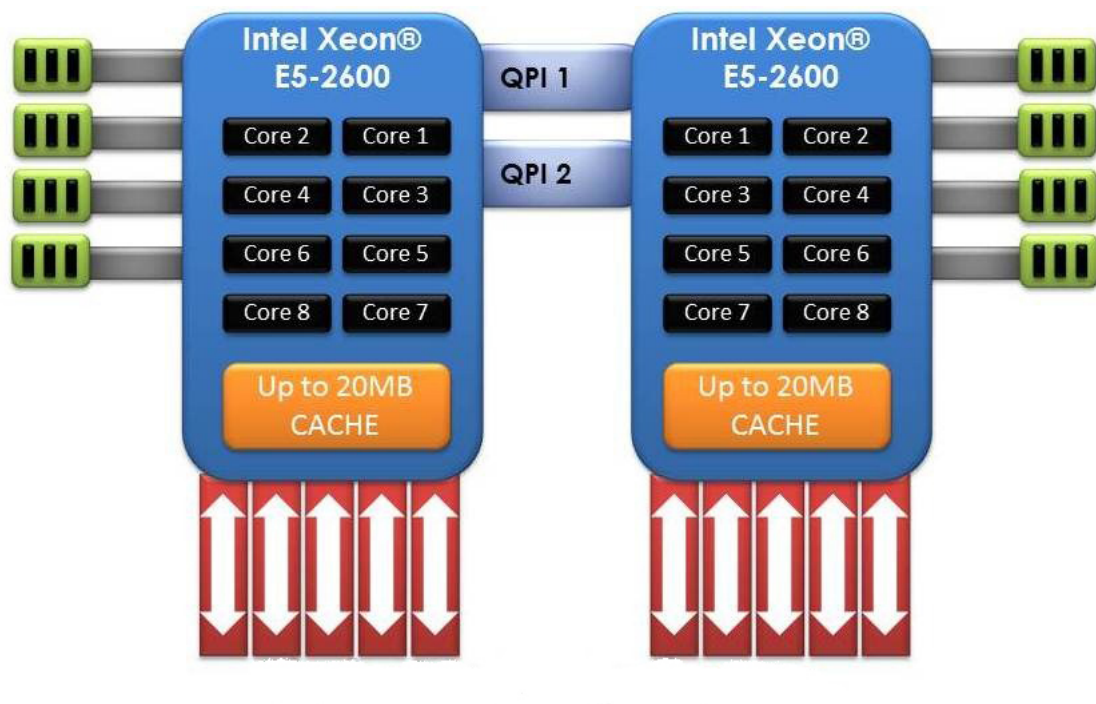 Intel Xeon®
E5-2600
Core 2 Core 1
Core 4 Core 3
Core 6 Core 5
Core 8 Core 7
Up to 20MB
CACHE
QPI 1
QPI 2
Intel Xeon®
E5-2600
Core 1 Core 2
Core 3 Core 4
Core 5 Core 6
Core 7 Core 8
Up to 20MB
CACHE